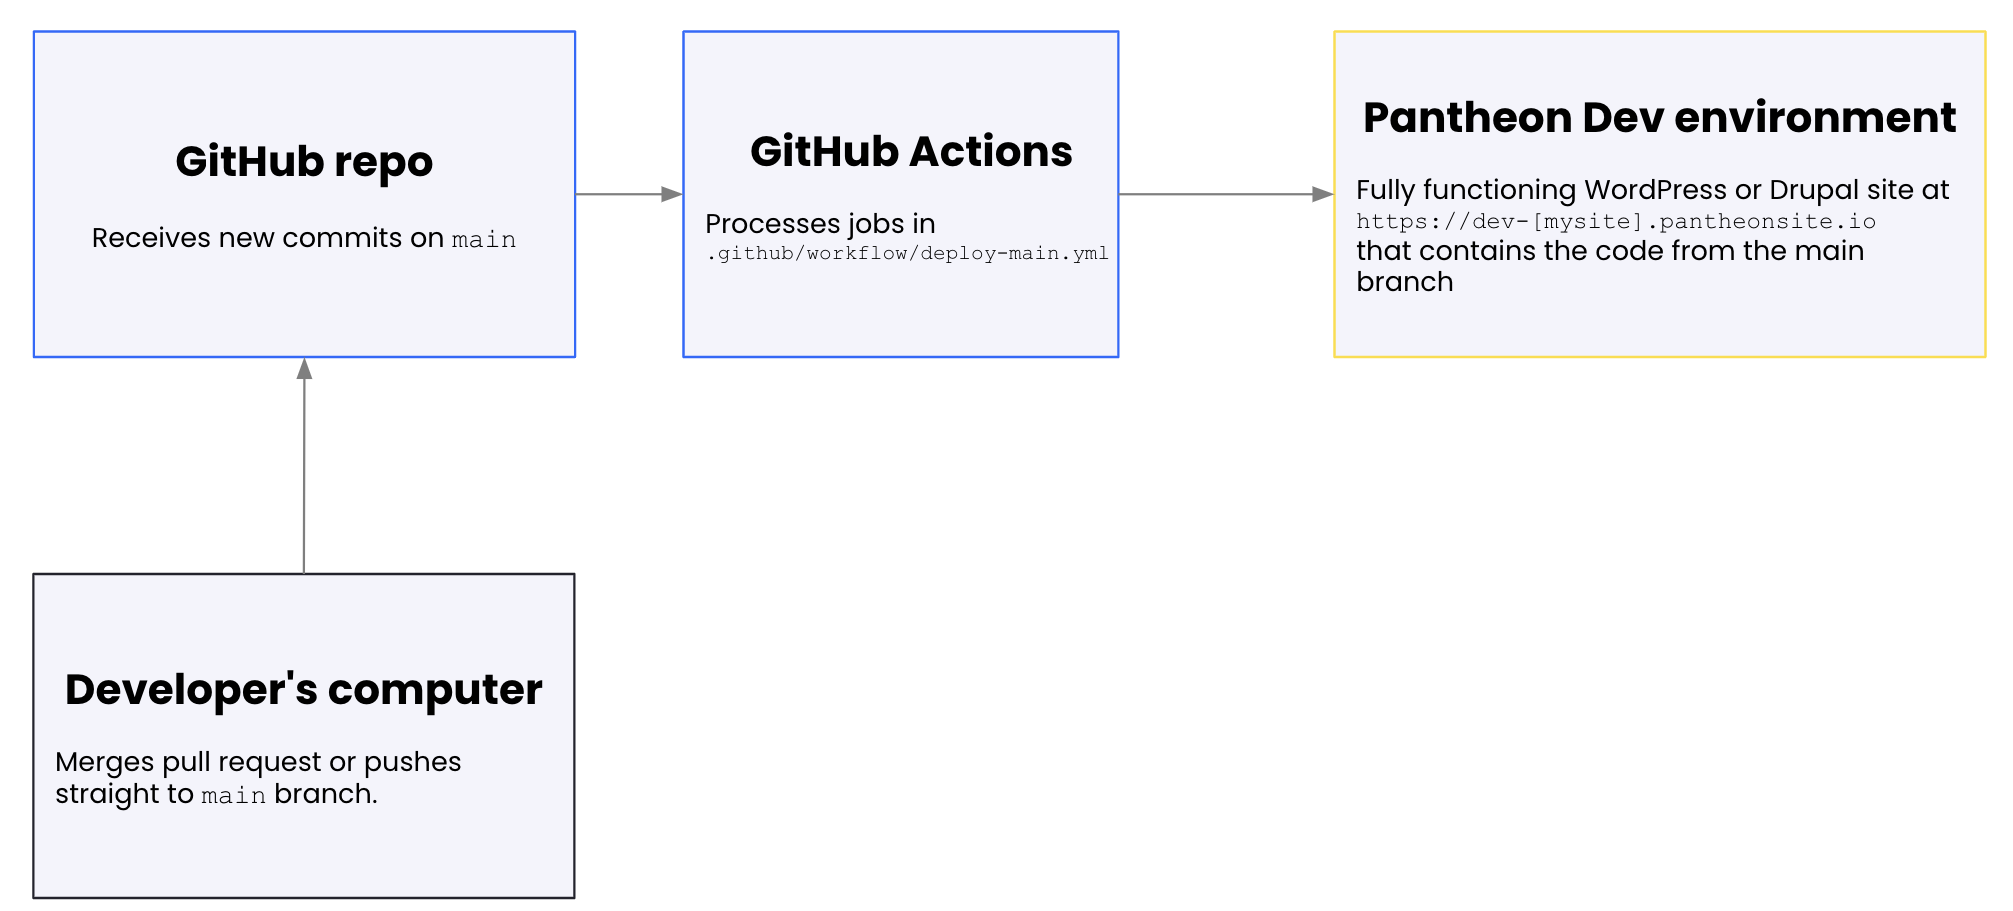 GitHub repo
Receives new commits on main
GitHub Actions
Processes jobs in
.github/workflow/deploy-main.yml
Pantheon Dev environment
Fully functioning WordPress or Drupal site at
https://dev-[mysite].pantheonsite.io
that contains the code from the main
branch
Developer's computer
Merges pull request or pushes
straight to main branch.